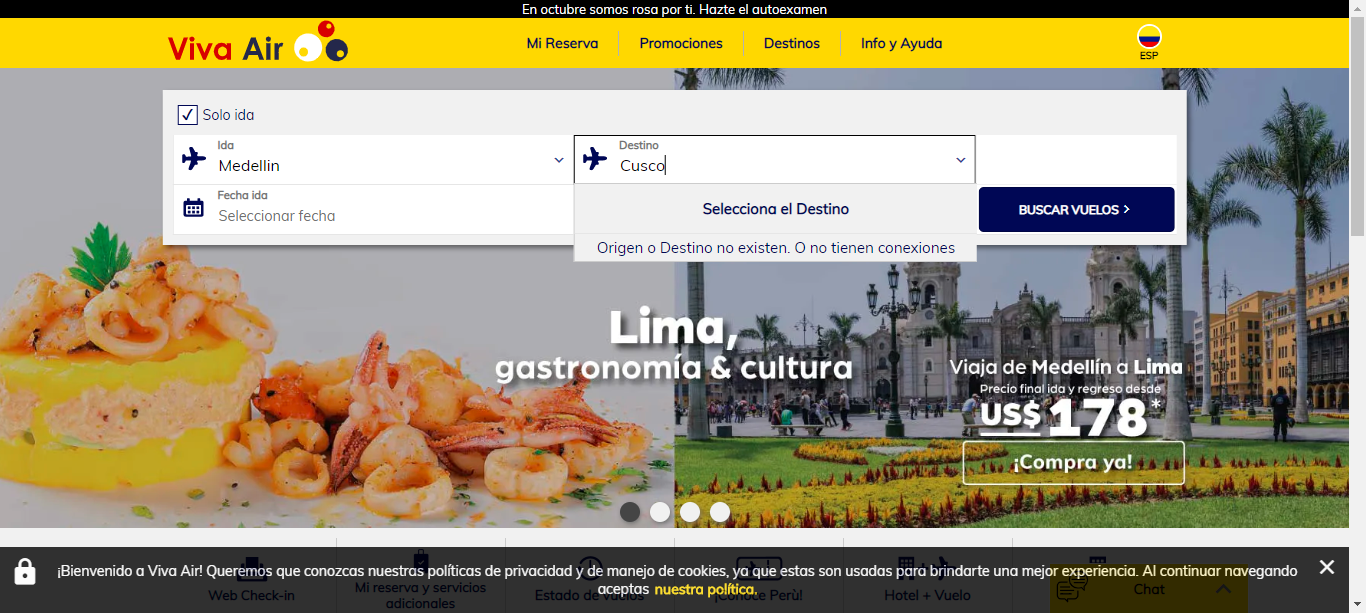 En octubre somos rosa por ti. Hazte el autoexamen
Viva Air
Mi Reserva
Promociones
Destinos
Info y Ayuda
ESP
Solo ida
Ida
Medellin
Destino
Cusco
Fecha ida
Seleccionar fecha
Selecciona el Destino
BUSCAR VUELOS >
Origen o Destino no existen. O no tienen conexiones
Lima,
gastronomía & cultura
Viaja de Medellín a Lima
Precio final ida y regreso desde
US$ 178*
¡Compra ya!
¡Bienvenido a Viva Air! Queremos que conozcas nuestras políticas de privacidad y de manejo de cookies, ya que estas son usadas para brindarte una mejor experiencia. Al continuar navegando
aceptas nuestra política.
Web Check-in
Mi reserva y servicios
adicionales
Estado de vuelos
¡Conoce Perù!
Hotel + Vuelo
Chat